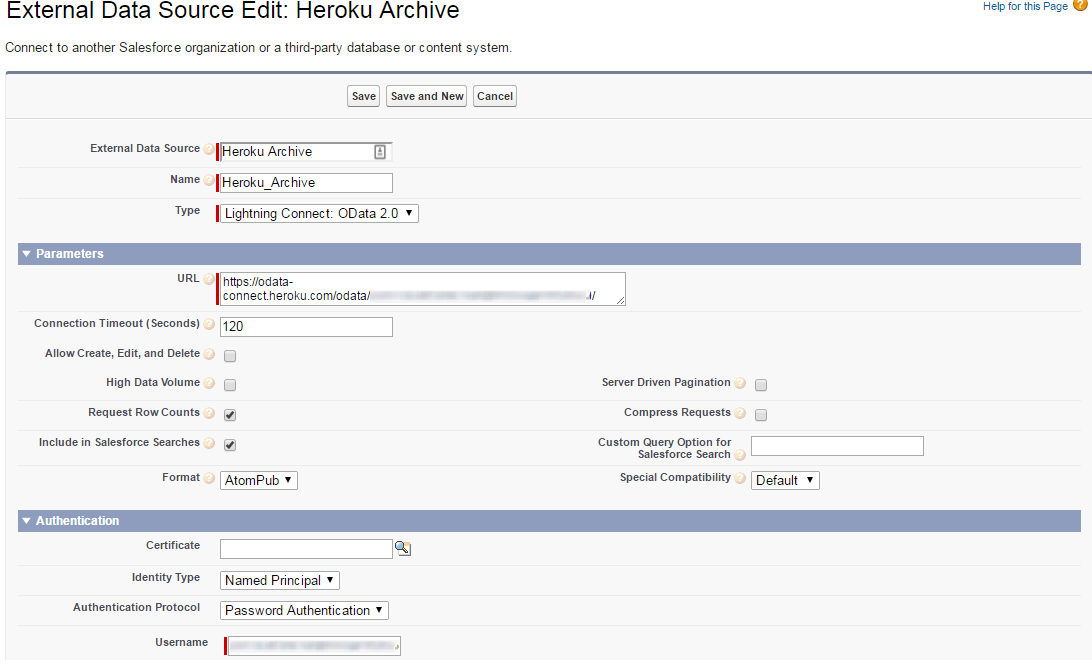 External Data Source Edit: Heroku Archive
Help for this Page
Connect to another Salesforce organization or a third-party database or content system.
Save Save and New Cancel
External Data Source Heroku Archive
Name Heroku_Archive
Type Lightning Connect: OData 2.0
Parameters
URL https://odata-
connect.heroku.com/odata/
Connection Timeout (Seconds) 120
Allow Create, Edit, and Delete
High Data Volume Server Driven Pagination
Request Row Counts Compress Requests
Include in Salesforce Searches Custom Query Option for
Salesforce Search
Format AtomPub Special Compatibility Default
Authentication
Certificate
Identity Type Named Principal
Authentication Protocol Password Authentication
Username